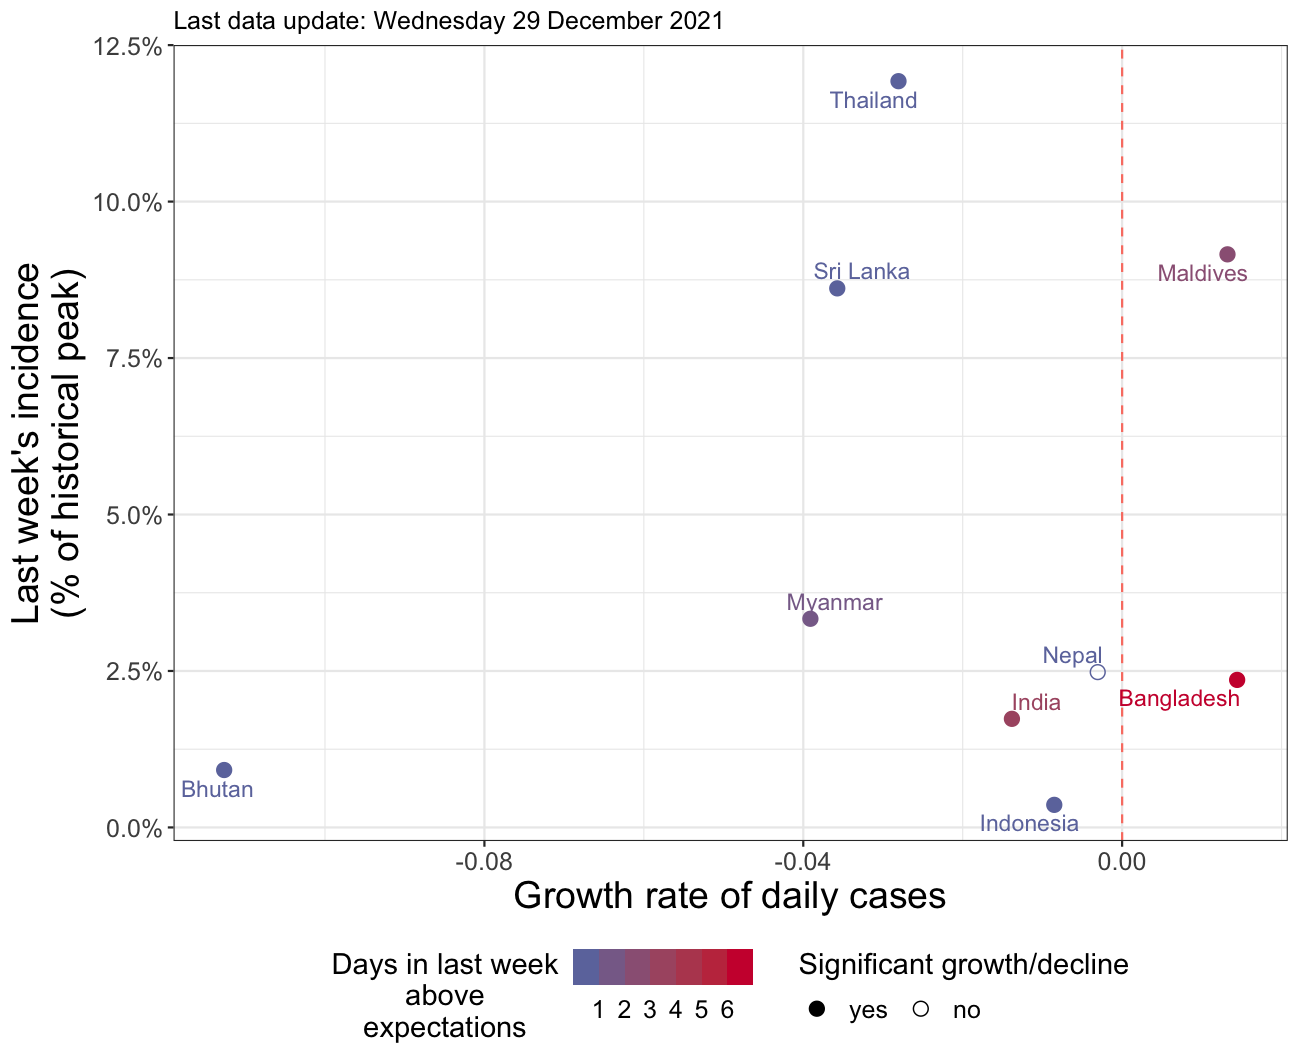 Last data update: Wednesday 29 December 2021
12.5%
10.0%
7.5%
5.0%
2.5%
0.0%
Last week's incidence
(% of historical peak)
Thailand
Sri Lanka
Maldives
Myanmar
Nepal
Bangladesh
India
Bhutan
Indonesia
-0.08 -0.04 0.00
Growth rate of daily cases
Days in last week
above
expectations
1 2 3 4 5 6
Significant growth/decline
yes no